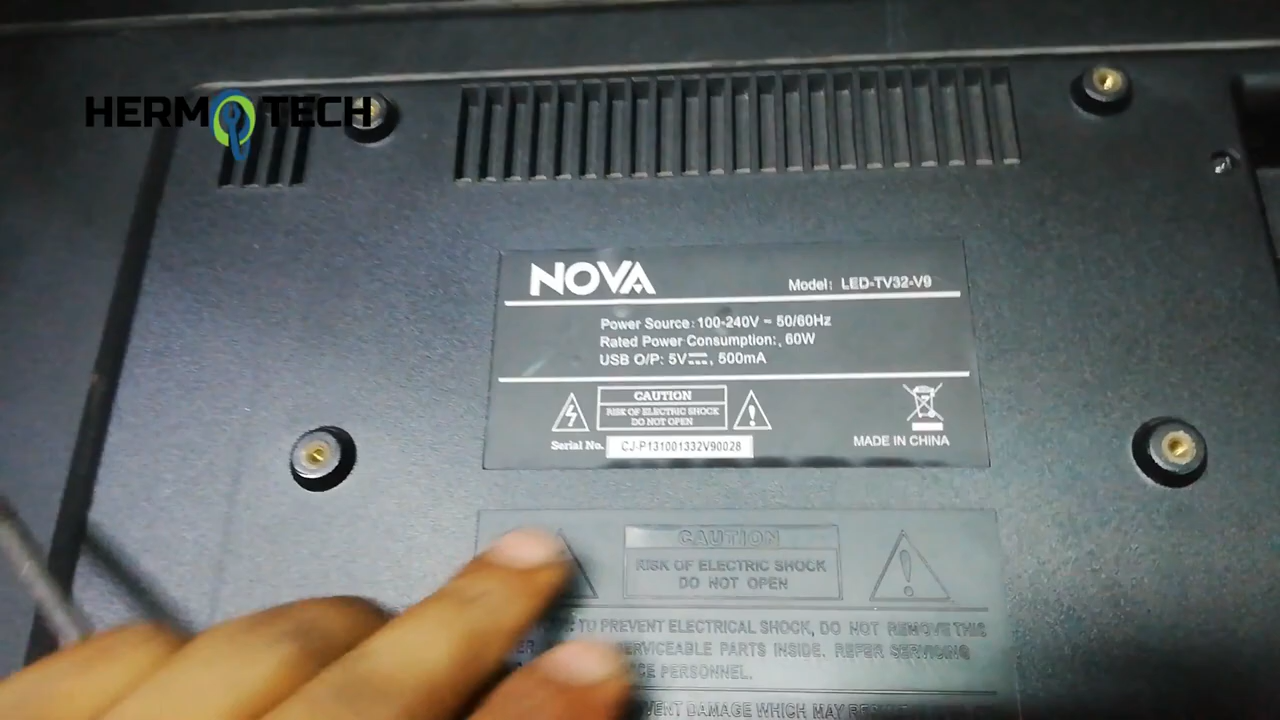 HERMOTECH
NOVA
Model: LED-TV32-V9
Power Source: 100-240V ~ 50/60Hz
Rated Power Consumption:, 60W
USB O/P: 5V⎓, 500mA
CAUTION
RISK OF ELECTRIC SHOCK
DO NOT OPEN
Serial No. CJ-P131001332V90028
MADE IN CHINA
CAUTION
RISK OF ELECTRIC SHOCK
DO NOT OPEN
TO PREVENT ELECTRICAL SHOCK, DO NOT REMOVE THIS
PARTS INSIDE. REFER SERVICING
PERSONNEL.
DAMAGE WHICH MAY